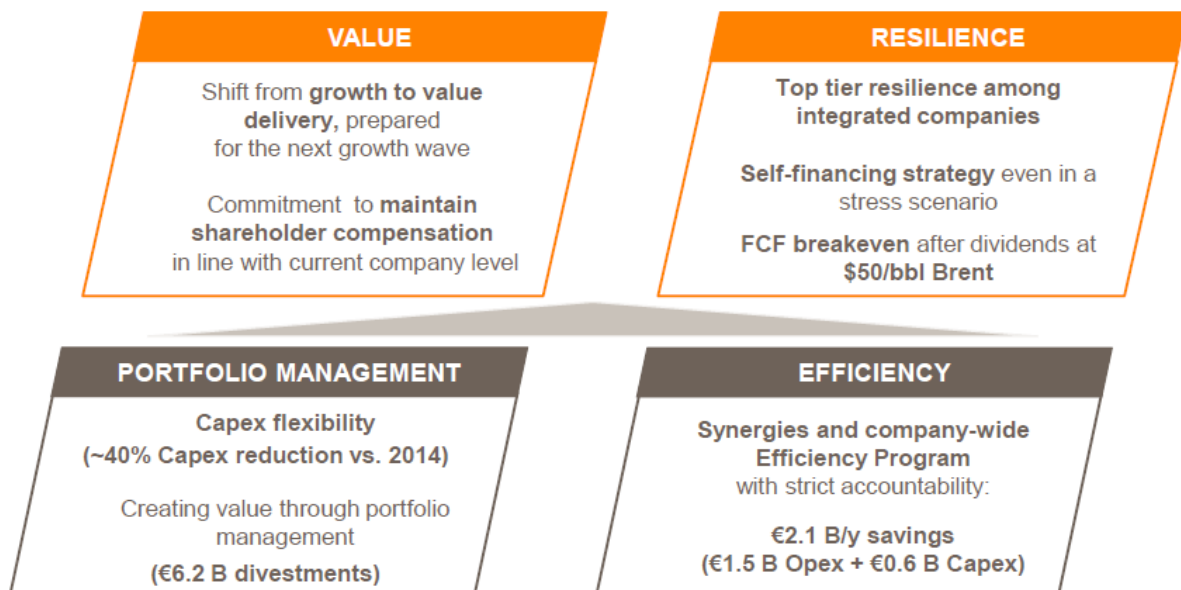 VALUE
Shift from growth to value
delivery, prepared
for the next growth wave
Commitment to maintain
shareholder compensation
in line with current company level
RESILIENCE
Top tier resilience among
integrated companies
Self-financing strategy even in a
stress scenario
FCF breakeven after dividends at
$50/bbl Brent
PORTFOLIO MANAGEMENT
Capex flexibility
(~40% Capex reduction vs. 2014)
Creating value through portfolio
management
(€6.2 B divestments)
EFFICIENCY
Synergies and company-wide
Efficiency Program
with strict accountability:
€2.1 B/y savings
(€1.5 B Opex + €0.6 B Capex)